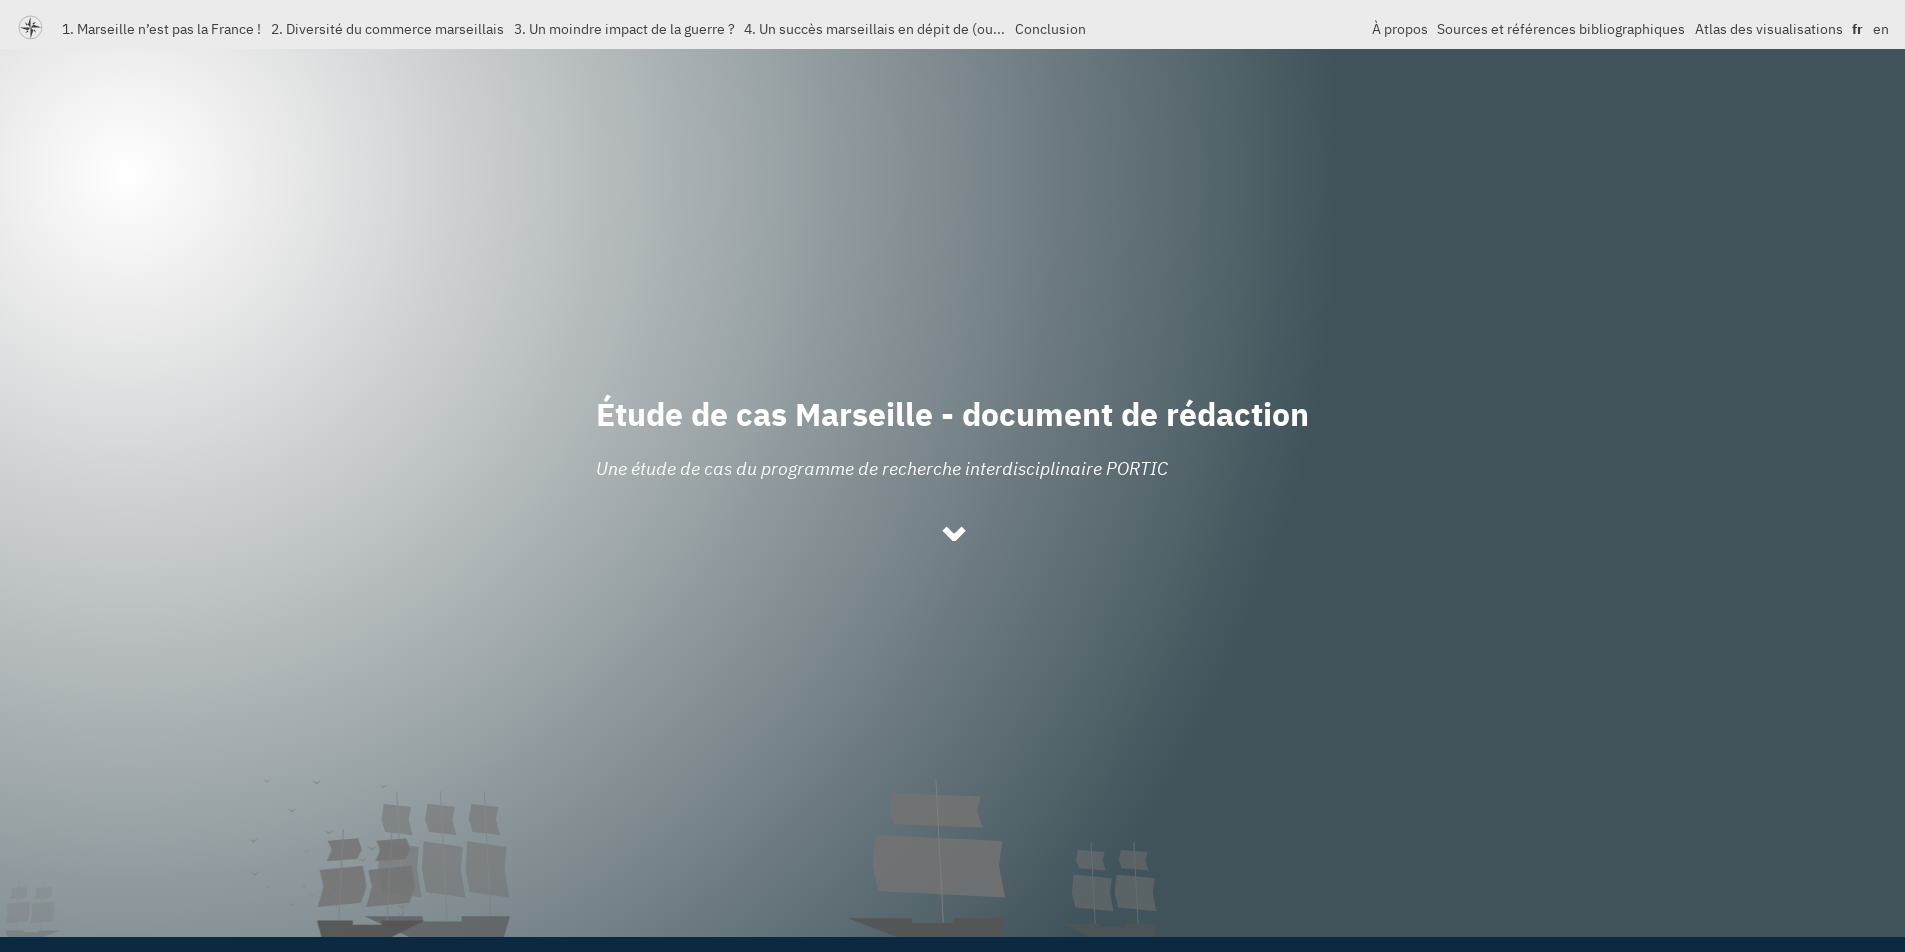 1. Marseille n’est pas la France ! 2. Diversité du commerce marseillais 3. Un moindre impact de la guerre ? 4. Un succès marseillais en dépit de (ou... Conclusion À propos Sources et références bibliographiques Atlas des visualisations fr en
Étude de cas Marseille - document de rédaction
Une étude de cas du programme de recherche interdisciplinaire PORTIC